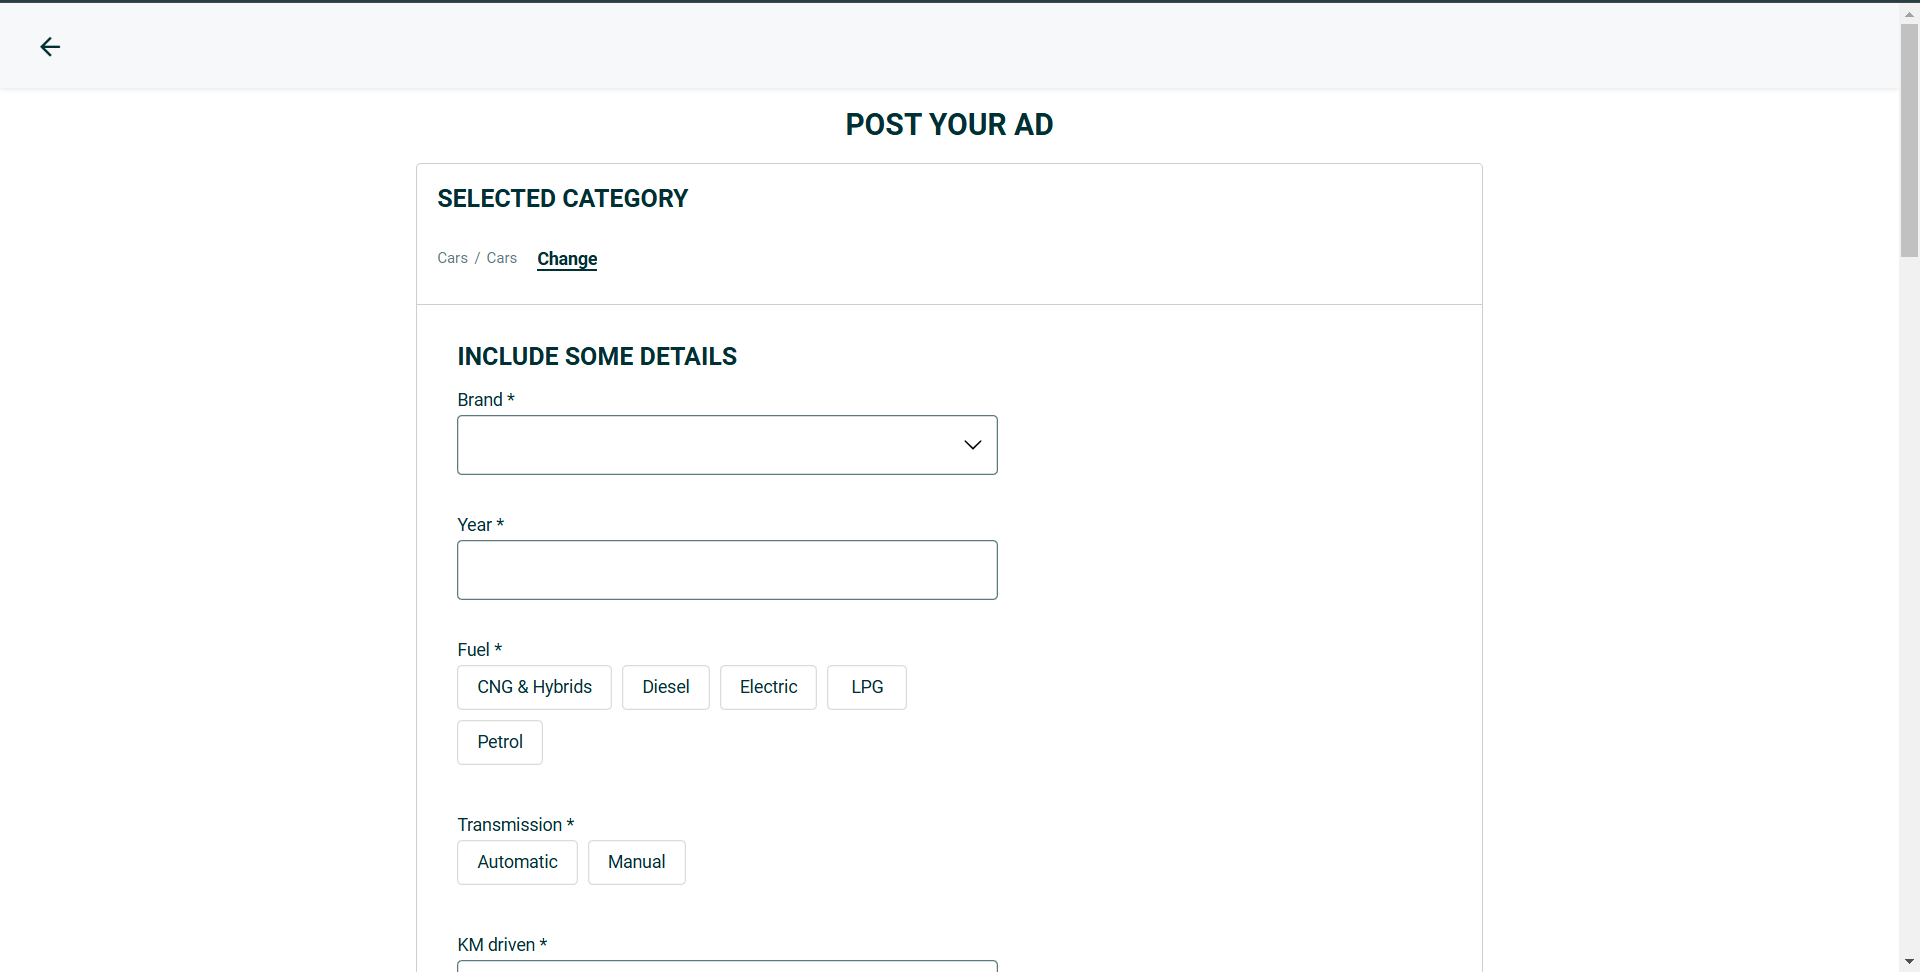 POST YOUR AD
SELECTED CATEGORY
Cars / Cars Change
INCLUDE SOME DETAILS
Brand *
Year *
Fuel *
CNG & Hybrids Diesel Electric LPG
Petrol
Transmission *
Automatic Manual
KM driven *